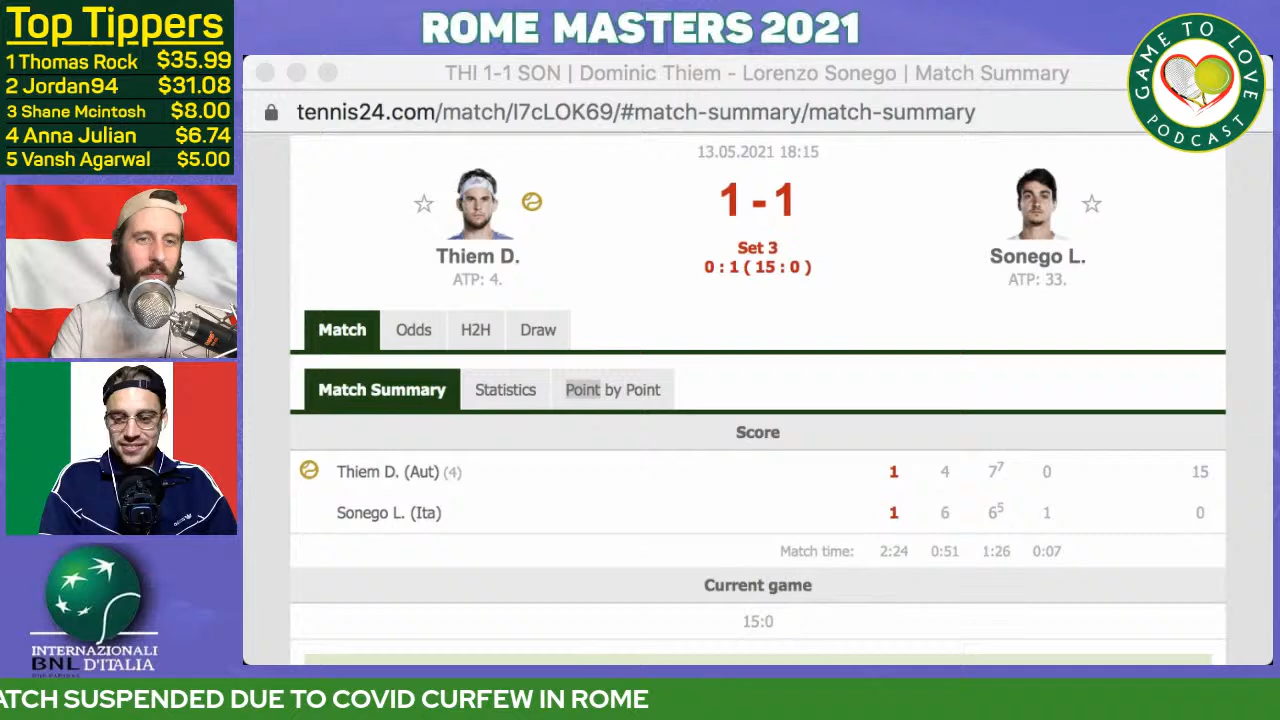 Top Tippers
1 Thomas Rock $35.99
2 Jordan94 $31.08
3 Shane Mcintosh $8.00
4 Anna Julian $6.74
5 Vansh Agarwal $5.00
ROME MASTERS 2021
GAME TO LOVE
PODCAST
THI 1-1 SON | Dominic Thiem - Lorenzo Sonego | Match Summary
tennis24.com/match/I7cLOK69/#match-summary/match-summary
13.05.2021 18:15
1 - 1
Set 3
0 : 1 ( 15 : 0 )
Thiem D.
ATP: 4.
Sonego L.
ATP: 33.
Match Odds H2H Draw
Match Summary Statistics Point by Point
Score
Thiem D. (Aut) (4) 1 4 7⁷ 0 15
Sonego L. (Ita) 1 6 6⁵ 1 0
Match time: 2:24 0:51 1:26 0:07
Current game
15:0
INTERNAZIONALI
BNL D'ITALIA
ATCH SUSPENDED DUE TO COVID CURFEW IN ROME